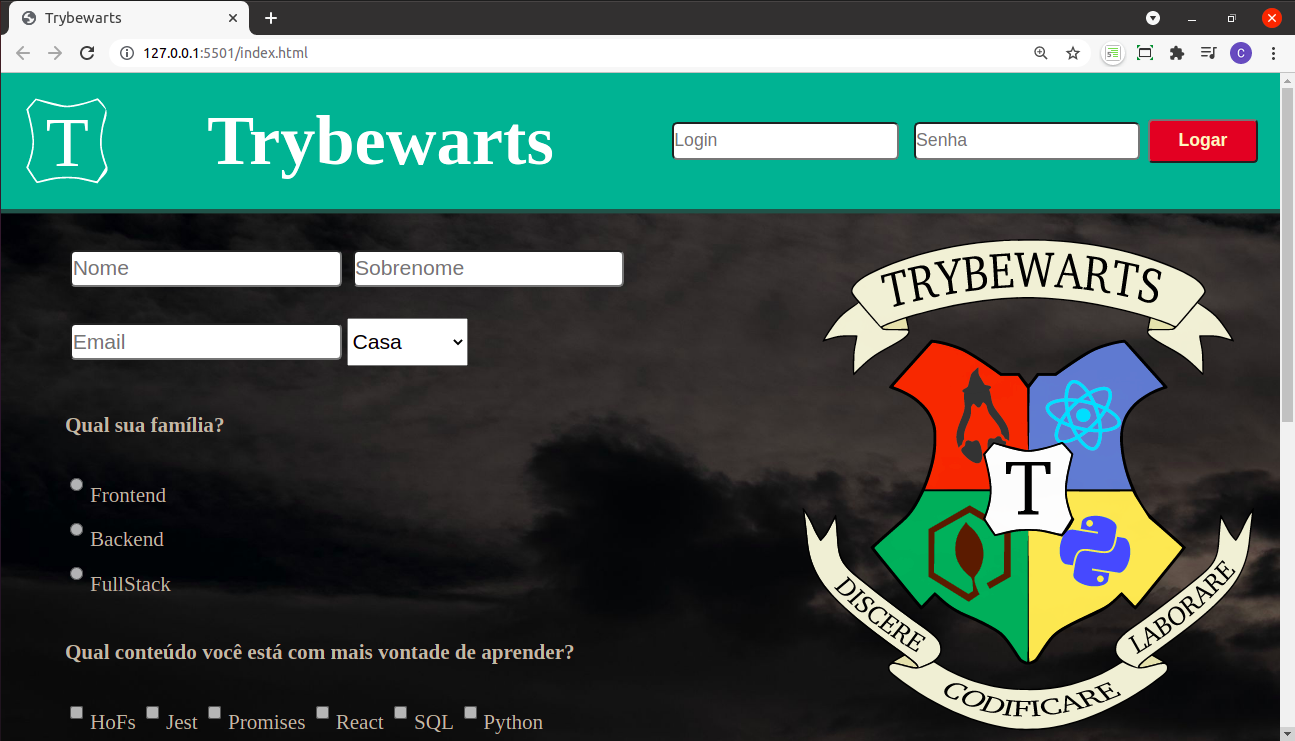 Trybewarts
127.0.0.1:5501/index.html
C
T
Trybewarts
Login
Senha
Logar
Nome
Sobrenome
Email
Casa
Qual sua família?
Frontend
Backend
FullStack
Qual conteúdo você está com mais vontade de aprender?
HoFs Jest Promises React SQL Python
TRYBEWARTS
T
DISCERE
CODIFICARE
LABORARE